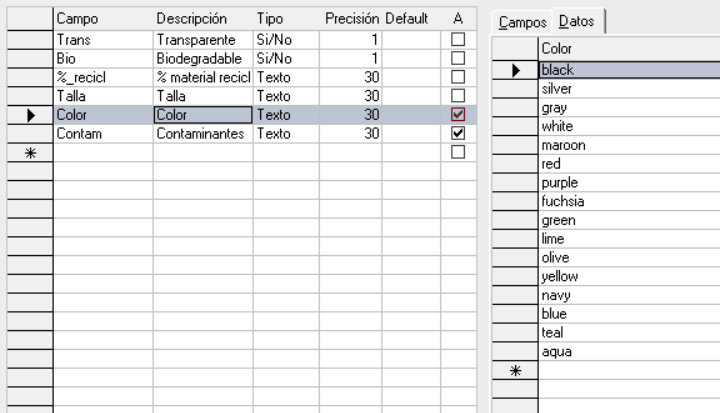 Campo Descripción Tipo Precisión Default A
Trans Transparente Si/No 1
Bio Biodegradable Si/No 1
%_recicl % material recicl Texto 30
Talla Talla Texto 30
Color Color Texto 30
Contam Contaminantes Texto 30
Campos Datos
Color
black
silver
gray
white
maroon
red
purple
fuchsia
green
lime
olive
yellow
navy
blue
teal
aqua